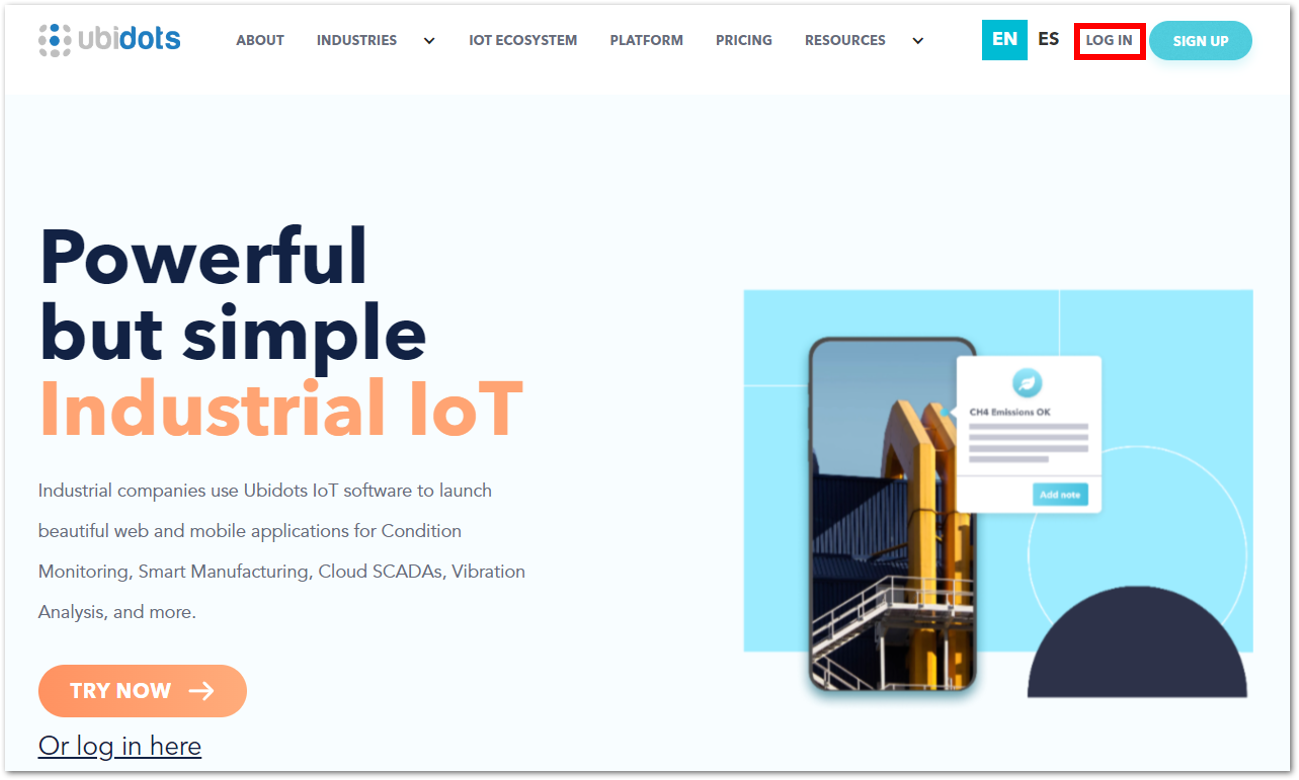 ubidots ABOUT INDUSTRIES IOT ECOSYSTEM PLATFORM PRICING RESOURCES EN ES LOG IN SIGN UP
Powerful
but simple
Industrial IoT
Industrial companies use Ubidots IoT software to launch
beautiful web and mobile applications for Condition
Monitoring, Smart Manufacturing, Cloud SCADAs, Vibration
Analysis, and more.
TRY NOW
Or log in here
CH4 Emissions OK
Add note